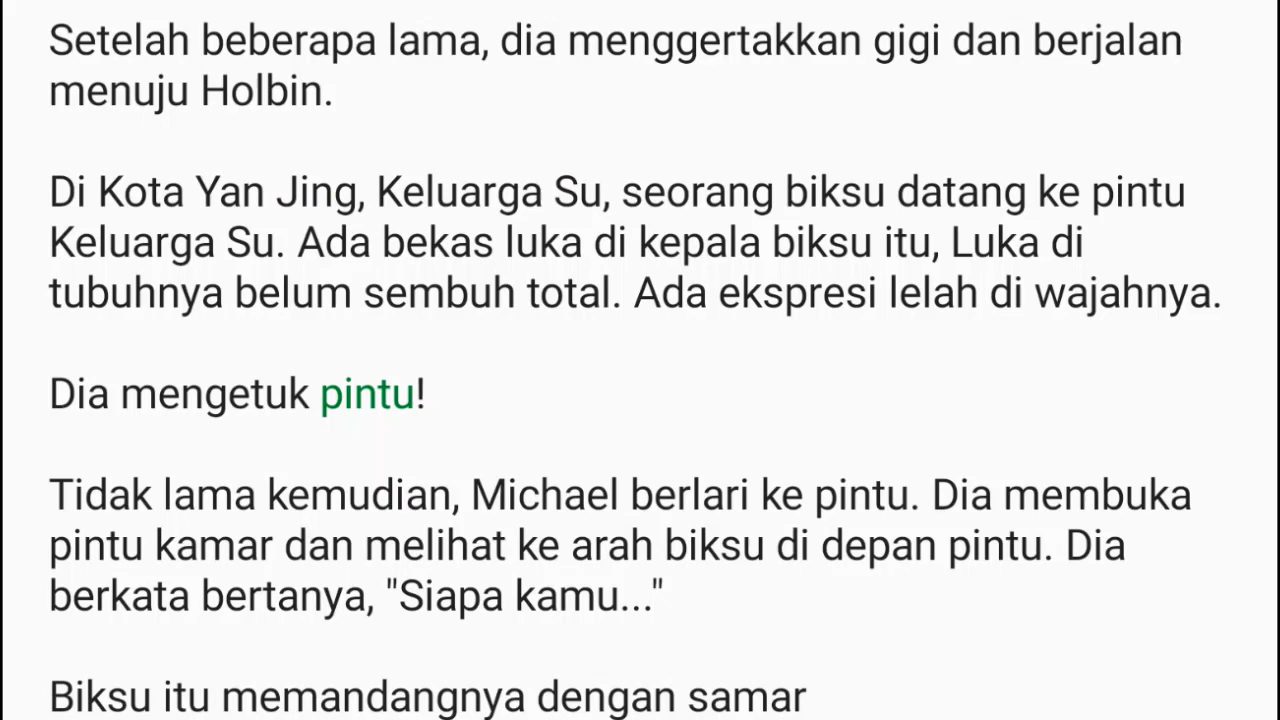 Setelah beberapa lama, dia menggertakkan gigi dan berjalan
menuju Holbin.
Di Kota Yan Jing, Keluarga Su, seorang biksu datang ke pintu
Keluarga Su. Ada bekas luka di kepala biksu itu, Luka di
tubuhnya belum sembuh total. Ada ekspresi lelah di wajahnya.
Dia mengetuk pintu!
Tidak lama kemudian, Michael berlari ke pintu. Dia membuka
pintu kamar dan melihat ke arah biksu di depan pintu. Dia
berkata bertanya, "Siapa kamu..."
Biksu itu memandangnya dengan samar